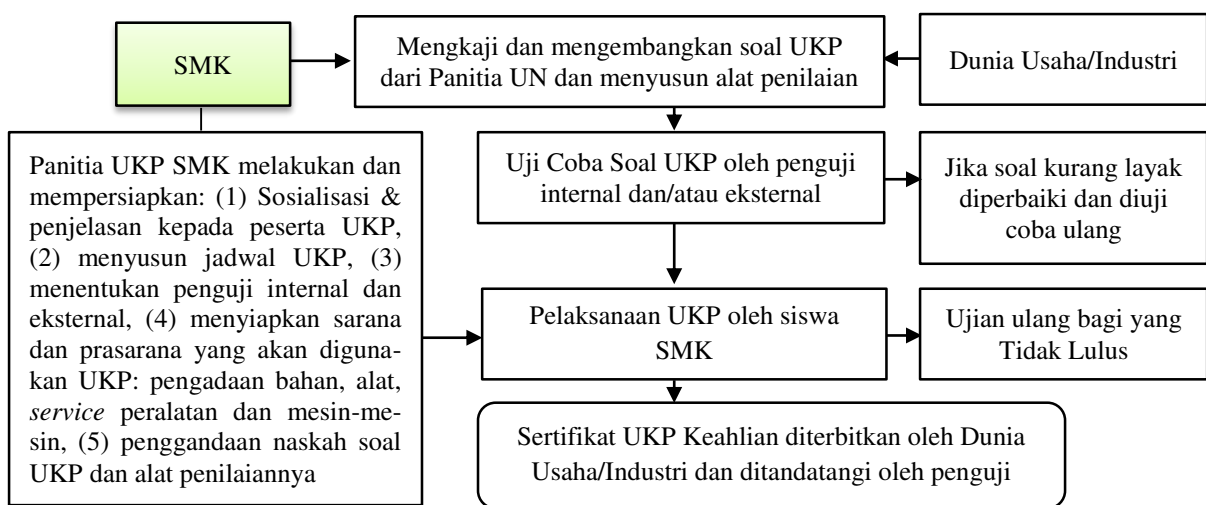 SMK
Mengkaji dan mengembangkan soal UKP
dari Panitia UN dan menyusun alat penilaian
Dunia Usaha/Industri
Panitia UKP SMK melakukan dan
mempersiapkan: (1) Sosialisasi &
penjelasan kepada peserta UKP,
(2) menyusun jadwal UKP, (3)
menentukan penguji internal dan
eksternal, (4) menyiapkan sarana
dan prasarana yang akan diguna-
kan UKP: pengadaan bahan, alat,
service peralatan dan mesin-me-
sin, (5) penggandaan naskah soal
UKP dan alat penilaiannya
Uji Coba Soal UKP oleh penguji
internal dan/atau eksternal
Jika soal kurang layak
diperbaiki dan diuji
coba ulang
Pelaksanaan UKP oleh siswa
SMK
Ujian ulang bagi yang
Tidak Lulus
Sertifikat UKP Keahlian diterbitkan oleh Dunia
Usaha/Industri dan ditandatangi oleh penguji